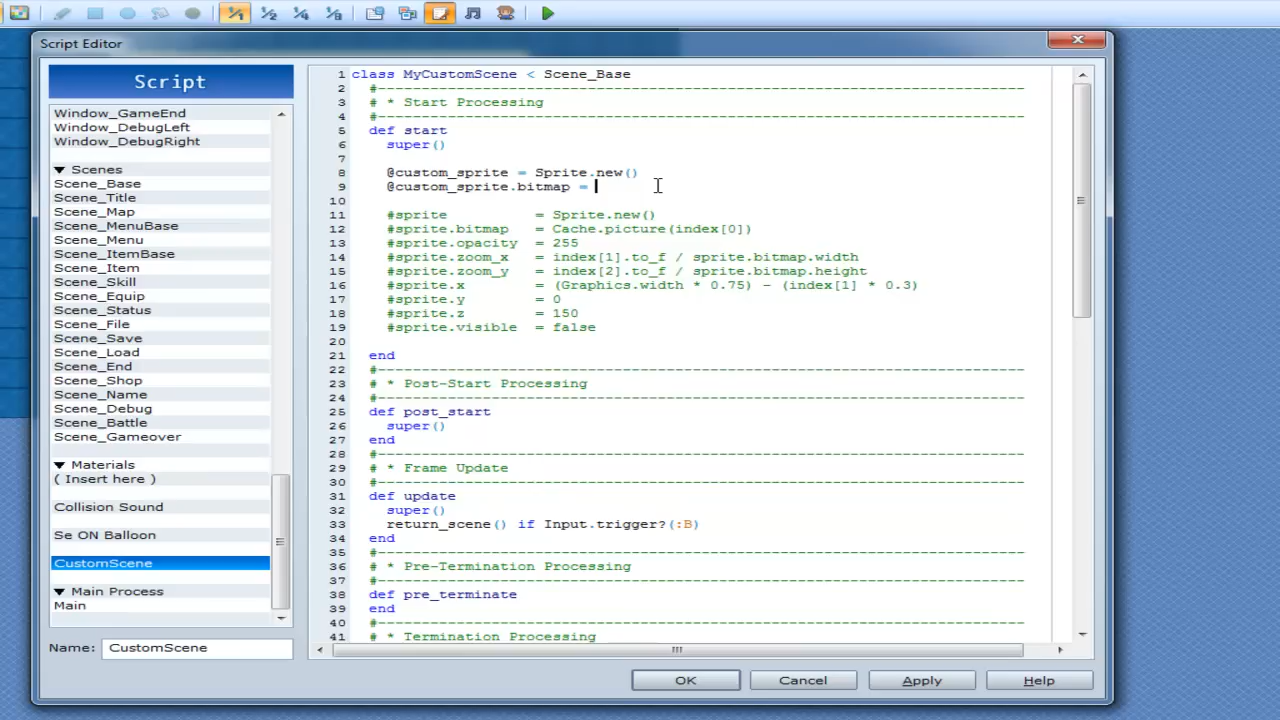 Script Editor
Script
Window_GameEnd
Window_DebugLeft
Window_DebugRight
Scenes
Scene_Base
Scene_Title
Scene_Map
Scene_MenuBase
Scene_Menu
Scene_ItemBase
Scene_Item
Scene_Skill
Scene_Equip
Scene_Status
Scene_File
Scene_Save
Scene_Load
Scene_End
Scene_Shop
Scene_Name
Scene_Debug
Scene_Battle
Scene_Gameover
Materials
( Insert here )
Collision Sound
Se ON Balloon
CustomScene
Main Process
Main
Name: CustomScene
1 class MyCustomScene < Scene_Base
2 #--------------------------------------------------------------------------
3 # * Start Processing
4 #--------------------------------------------------------------------------
5 def start
6 super()
7
8 @custom_sprite = Sprite.new()
9 @custom_sprite.bitmap =
10
11 #sprite = Sprite.new()
12 #sprite.bitmap = Cache.picture(index[0])
13 #sprite.opacity = 255
14 #sprite.zoom_x = index[1].to_f / sprite.bitmap.width
15 #sprite.zoom_y = index[2].to_f / sprite.bitmap.height
16 #sprite.x = (Graphics.width * 0.75) - (index[1] * 0.3)
17 #sprite.y = 0
18 #sprite.z = 150
19 #sprite.visible = false
20
21 end
22 #--------------------------------------------------------------------------
23 # * Post-Start Processing
24 #--------------------------------------------------------------------------
25 def post_start
26 super()
27 end
28 #--------------------------------------------------------------------------
29 # * Frame Update
30 #--------------------------------------------------------------------------
31 def update
32 super()
33 return_scene() if Input.trigger?(:B)
34 end
35 #--------------------------------------------------------------------------
36 # * Pre-Termination Processing
37 #--------------------------------------------------------------------------
38 def pre_terminate
39 end
40 #--------------------------------------------------------------------------
41 # * Termination Processing
OK Cancel Apply Help